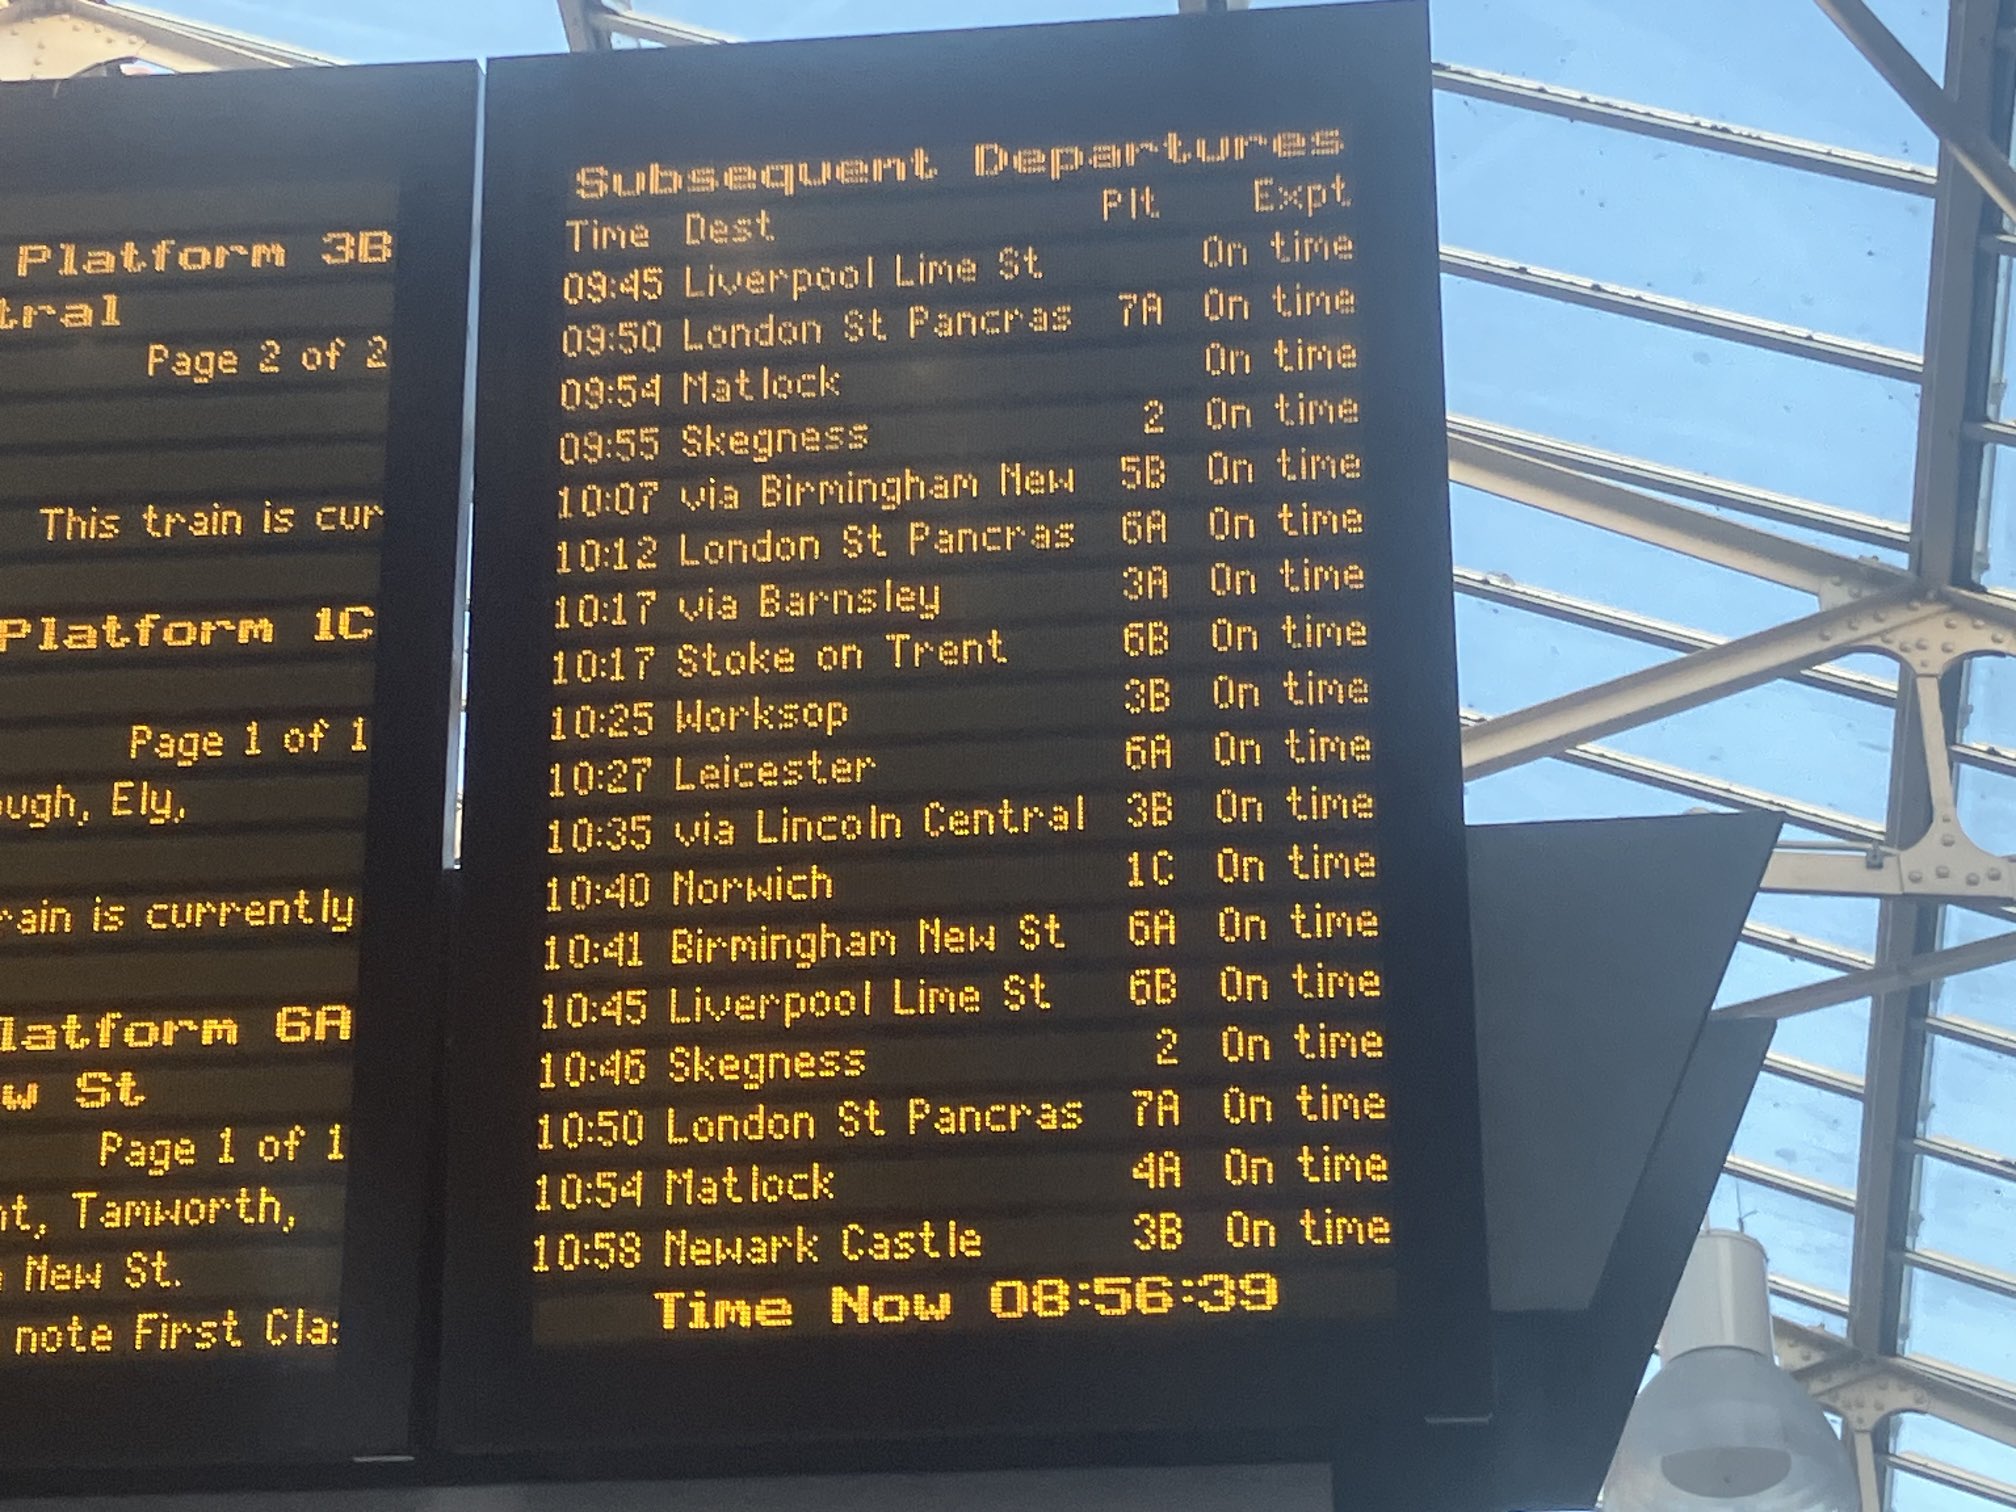 Platform 3B
tral
Page 2 of 2
This train is cur
Platform 1C
Page 1 of 1
ough, Ely,
rain is currently
latform 6A
w St
Page 1 of 1
nt, Tamworth,
New St.
note First Cla
Subsequent Departures
Time Dest Plt Expt
09:45 Liverpool Lime St On time
09:50 London St Pancras 7A On time
09:54 Matlock On time
09:55 Skegness 2 On time
10:07 via Birmingham New 5B On time
10:12 London St Pancras 6A On time
10:17 via Barnsley 3A On time
10:17 Stoke on Trent 6B On time
10:25 Worksop 3B On time
10:27 Leicester 6A On time
10:35 via Lincoln Central 3B On time
10:40 Norwich 1C On time
10:41 Birmingham New St 6A On time
10:45 Liverpool Lime St 6B On time
10:46 Skegness 2 On time
10:50 London St Pancras 7A On time
10:54 Matlock 4A On time
10:58 Newark Castle 3B On time
Time Now 08:56:39